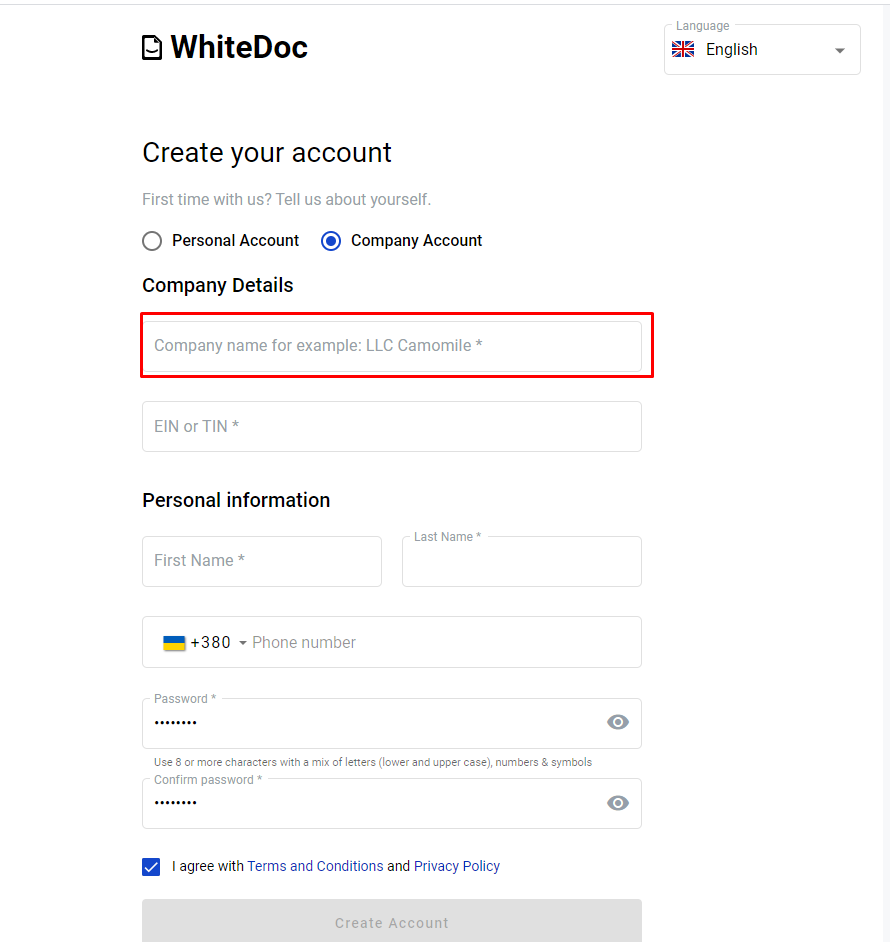 WhiteDoc
Language
English
Create your account
First time with us? Tell us about yourself.
Personal Account
Company Account
Company Details
Company name for example: LLC Camomile *
EIN or TIN *
Personal information
First Name *
Last Name *
+380 Phone number
Password *
••••••••
Use 8 or more characters with a mix of letters (lower and upper case), numbers & symbols
Confirm password *
••••••••
I agree with Terms and Conditions and Privacy Policy
Create Account